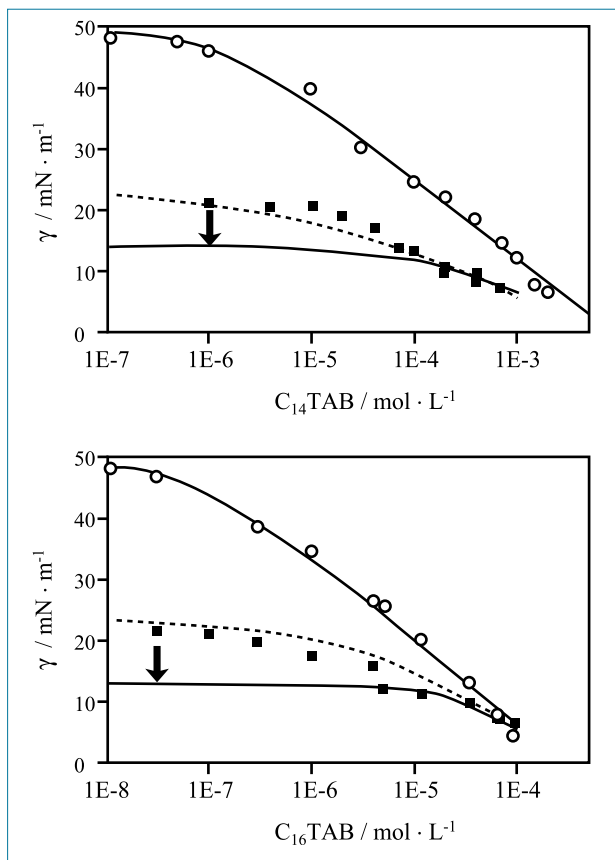 50
40
30
20
10
0
γ / mN · m⁻¹
1E-7 1E-6 1E-5 1E-4 1E-3
C₁₄TAB / mol · L⁻¹
50
40
30
20
10
0
γ / mN · m⁻¹
1E-8 1E-7 1E-6 1E-5 1E-4
C₁₆TAB / mol · L⁻¹